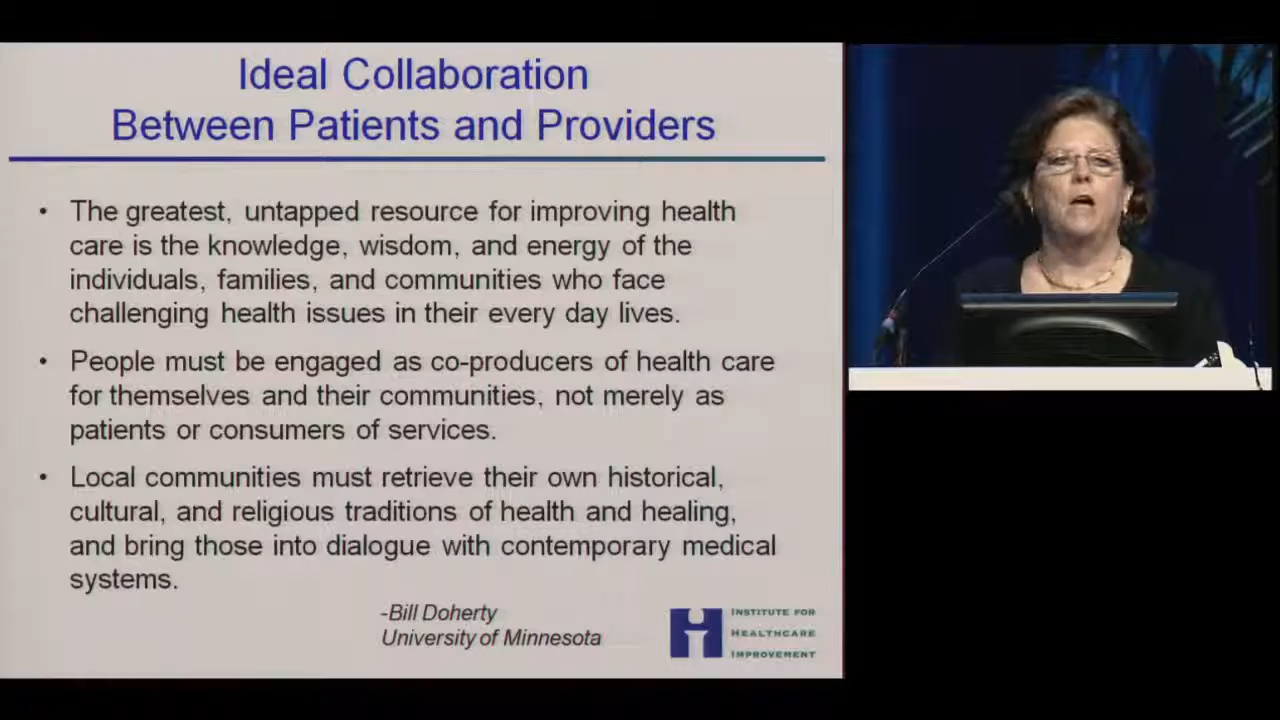 Ideal Collaboration
Between Patients and Providers
• The greatest, untapped resource for improving health
care is the knowledge, wisdom, and energy of the
individuals, families, and communities who face
challenging health issues in their every day lives.
• People must be engaged as co-producers of health care
for themselves and their communities, not merely as
patients or consumers of services.
• Local communities must retrieve their own historical,
cultural, and religious traditions of health and healing,
and bring those into dialogue with contemporary medical
systems.
-Bill Doherty
University of Minnesota
INSTITUTE FOR
HEALTHCARE
IMPROVEMENT